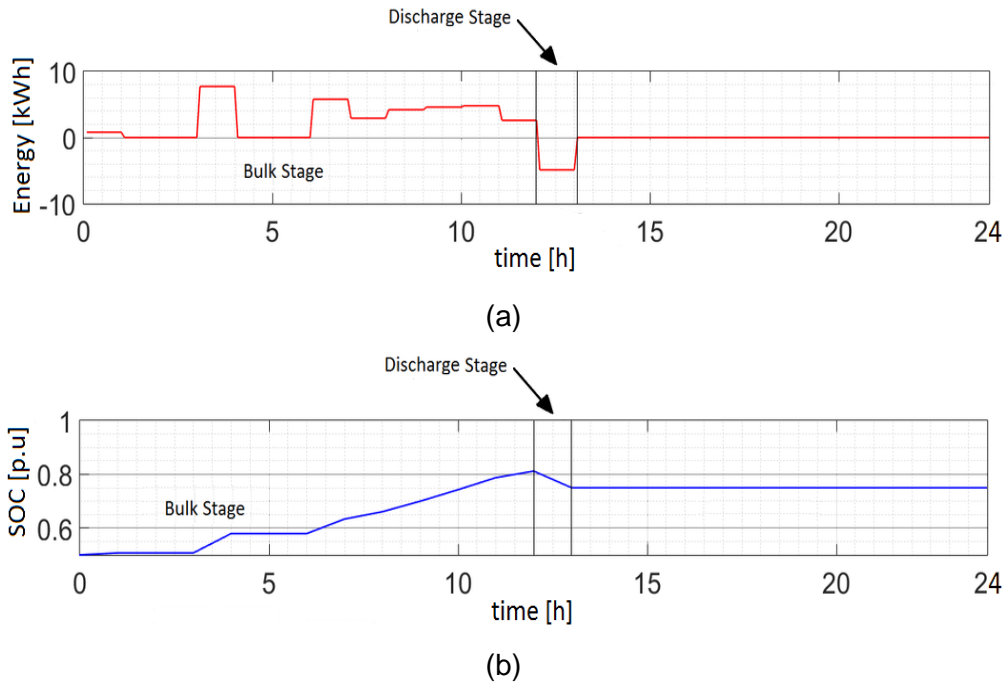 Discharge Stage
Energy [kWh]
10
0
-10
Bulk Stage
0 5 10 15 20 24
time [h]
(a)
Discharge Stage
SOC [p.u]
1
0.8
0.6
Bulk Stage
0 5 10 15 20 24
time [h]
(b)